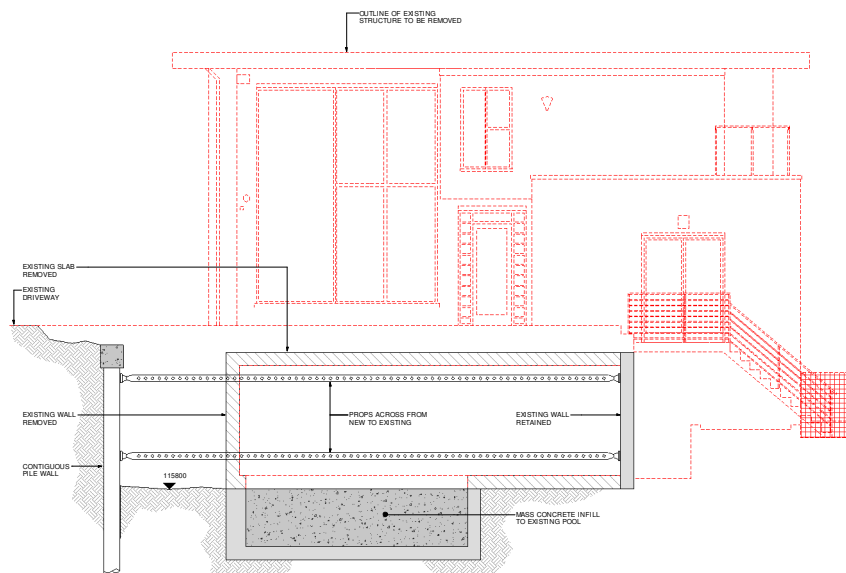 OUTLINE OF EXISTING
STRUCTURE TO BE REMOVED
EXISTING SLAB
REMOVED
EXISTING
DRIVEWAY
EXISTING WALL
REMOVED
PROPS ACROSS FROM
NEW TO EXISTING
EXISTING WALL
RETAINED
CONTIGUOUS
PILE WALL
115800
MASS CONCRETE INFILL
TO EXISTING POOL